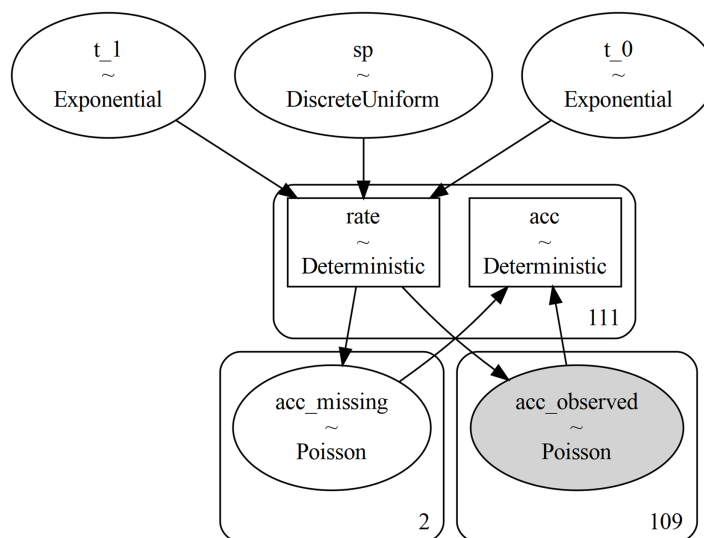 t_1
~
Exponential
sp
~
DiscreteUniform
t_0
~
Exponential
rate
~
Deterministic
acc
~
Deterministic
111
acc_missing
~
Poisson
2
acc_observed
~
Poisson
109